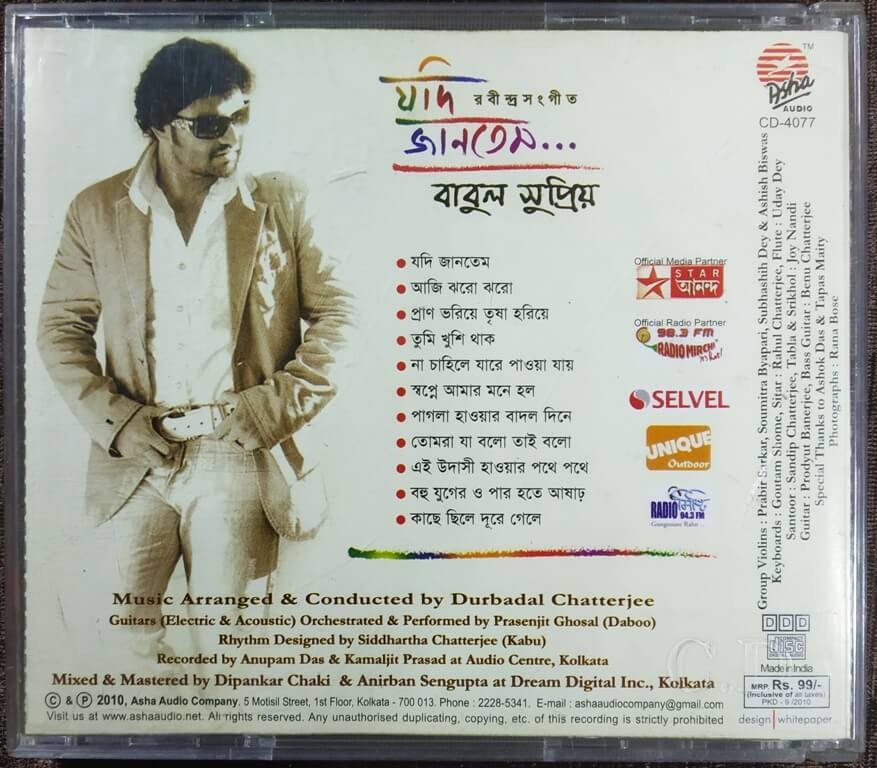 যদি রবীন্দ্রসংগীত
জানতেম...
বাবুল সুপ্রিয়
যদি জানতেম
আজি ঝরো ঝরো
প্রাণ ভরিয়ে তৃষা হরিয়ে
তুমি খুশি থাক
না চাহিলে যারে পাওয়া যায়
স্বপ্নে আমার মনে হল
পাগলা হাওয়ার বাদল দিনে
তোমরা যা বলো তাই বলো
এই উদাসী হাওয়ার পথে পথে
বহু যুগের ও পার হতে আষাঢ়
কাছে ছিলে দূরে গেলে
Official Media Partner
STAR
আনন্দ
Official Radio Partner
98.3 FM
RADIO MIRCHI
SELVEL
UNIQUE
Outdoor
RADIO
94.3 FM
Asha TM
AUDIO
CD-4077
Group Violins : Prabir Sarkat, Soumitra Byapari, Subhashih Dey & Ashish Biswas
Keyboards : Goutam Shome, Sijar : Rahul Chatterjee, Flute : Uday Dey
Santoor : Sandip Chatterjee, Tabla & Srikhol : Joy Nandi
Guitar : Prodyut Banerjee, Bass Guitar : Benu Chatterjee
Special Thanks to Ashok Das & Tapas Maity
Photographs : Rana Bose
DDD
disc
Made in India
MRP. Rs. 99/-
(Inclusive of all taxes)
PKD - 9 /2010
design | whitepaper
Music Arranged & Conducted by Durbadal Chatterjee
Guitars (Electric & Acoustic) Orchestrated & Performed by Prasenjit Ghosal (Daboo)
Rhythm Designed by Siddhartha Chatterjee (Kabu)
Recorded by Anupam Das & Kamaljit Prasad at Audio Centre, Kolkata
Mixed & Mastered by Dipankar Chaki & Anirban Sengupta at Dream Digital Inc., Kolkata
© & ℗ 2010, Asha Audio Company. 5 Motisil Street, 1st Floor, Kolkata - 700 013. Phone : 2228-5341. E-mail : ashaaudiocompany@gmail.com
Visit us at www.ashaaudio.net. All rights reserved. Any unauthorised duplicating, copying, etc. of this recording is strictly prohibited